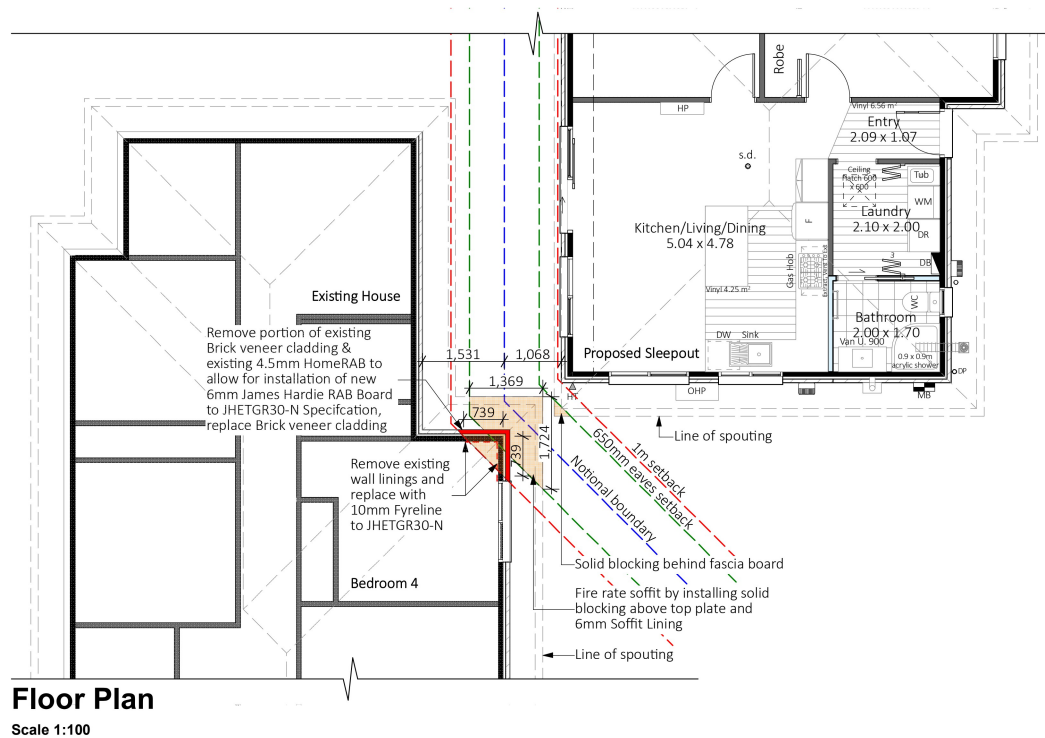 Robe
HP
Vinyl 6.56 m²
Entry
2.09 x 1.07
s.d.
Ceiling
Hatch 600
x 600
Tub
WM
Laundry
2.10 x 2.00
DR
DB
Kitchen/Living/Dining
5.04 x 4.78
F
Gas Hob
Vinyl 4.25 m²
3
WC
Bathroom
2.00 x 1.70
Van U. 900
0.9 x 0.9m
acrylic shower
DP
MB
DW
Sink
Proposed Sleepout
HT
OHP
Existing House
Remove portion of existing
Brick veneer cladding &
existing 4.5mm HomeRAB to
allow for installation of new
6mm James Hardie RAB Board
to JHETGR30-N Specifcation,
replace Brick veneer cladding
1,531
1,068
1,369
739
739
1,724
Line of spouting
1m setback
650mm eaves setback
Notional boundary
Remove existing
wall linings and
replace with
10mm Fyreline
to JHETGR30-N
Bedroom 4
Solid blocking behind fascia board
Fire rate soffit by installing solid
blocking above top plate and
6mm Soffit Lining
Line of spouting
Floor Plan
Scale 1:100